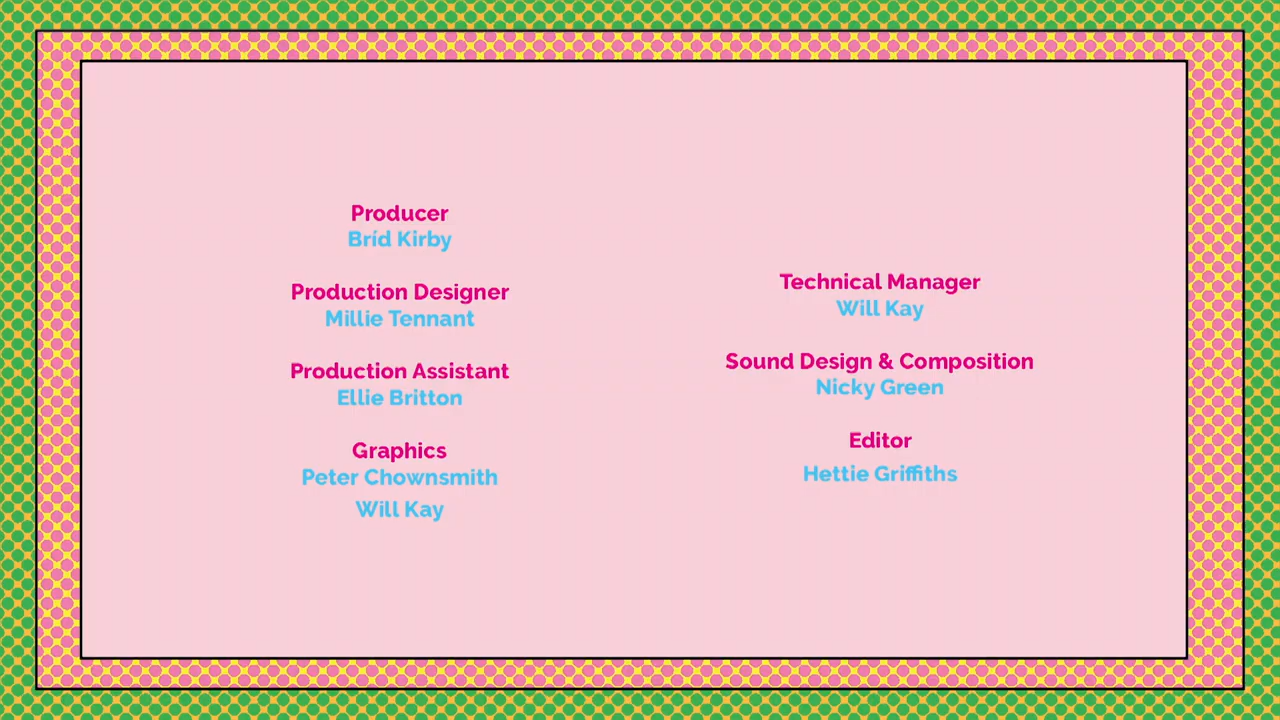 Producer
Bríd Kirby
Production Designer
Millie Tennant
Production Assistant
Ellie Britton
Graphics
Peter Chownsmith
Will Kay
Technical Manager
Will Kay
Sound Design & Composition
Nicky Green
Editor
Hettie Griffiths